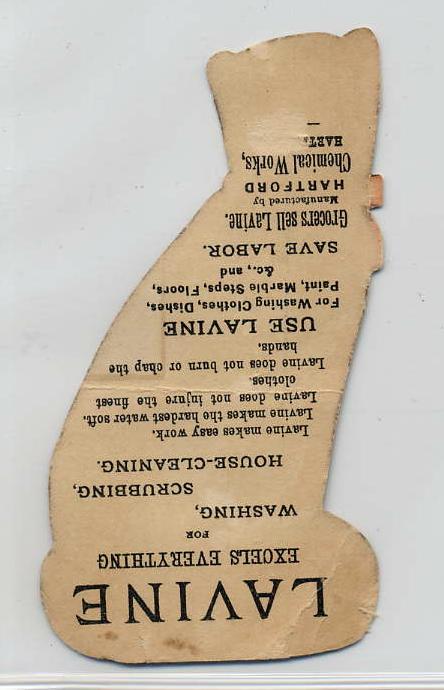 LAVINE
EXCELS EVERYTHING
FOR
WASHING,
SCRUBBING,
HOUSE-CLEANING.
Lavine makes easy work.
Lavine makes the hardest water soft.
Lavine does not injure the finest
clothes.
Lavine does not burn or chap the
hands.
USE LAVINE
For Washing Clothes, Dishes,
Paint, Marble Steps, Floors,
&c., and
SAVE LABOR.
Grocers sell Lavine.
Manufactured by
HARTFORD
Chemical Works,